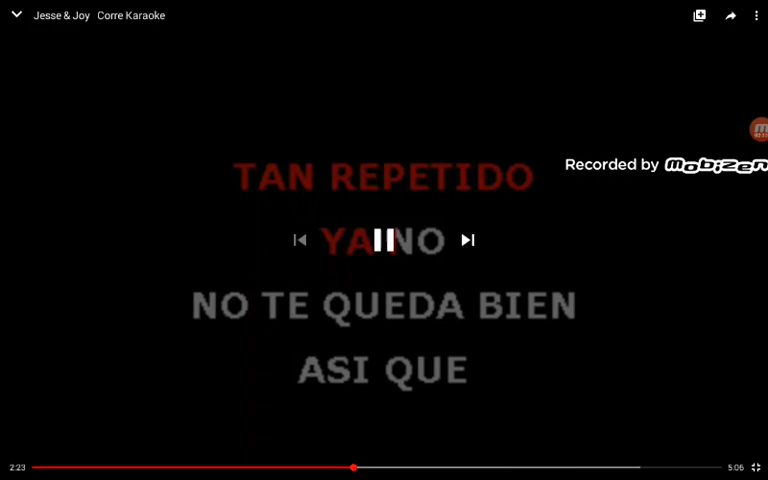 Jesse & Joy Corre Karaoke
Recorded by mobizen
TAN REPETIDO
YA NO
NO TE QUEDA BIEN
ASI QUE
2:23
5:06